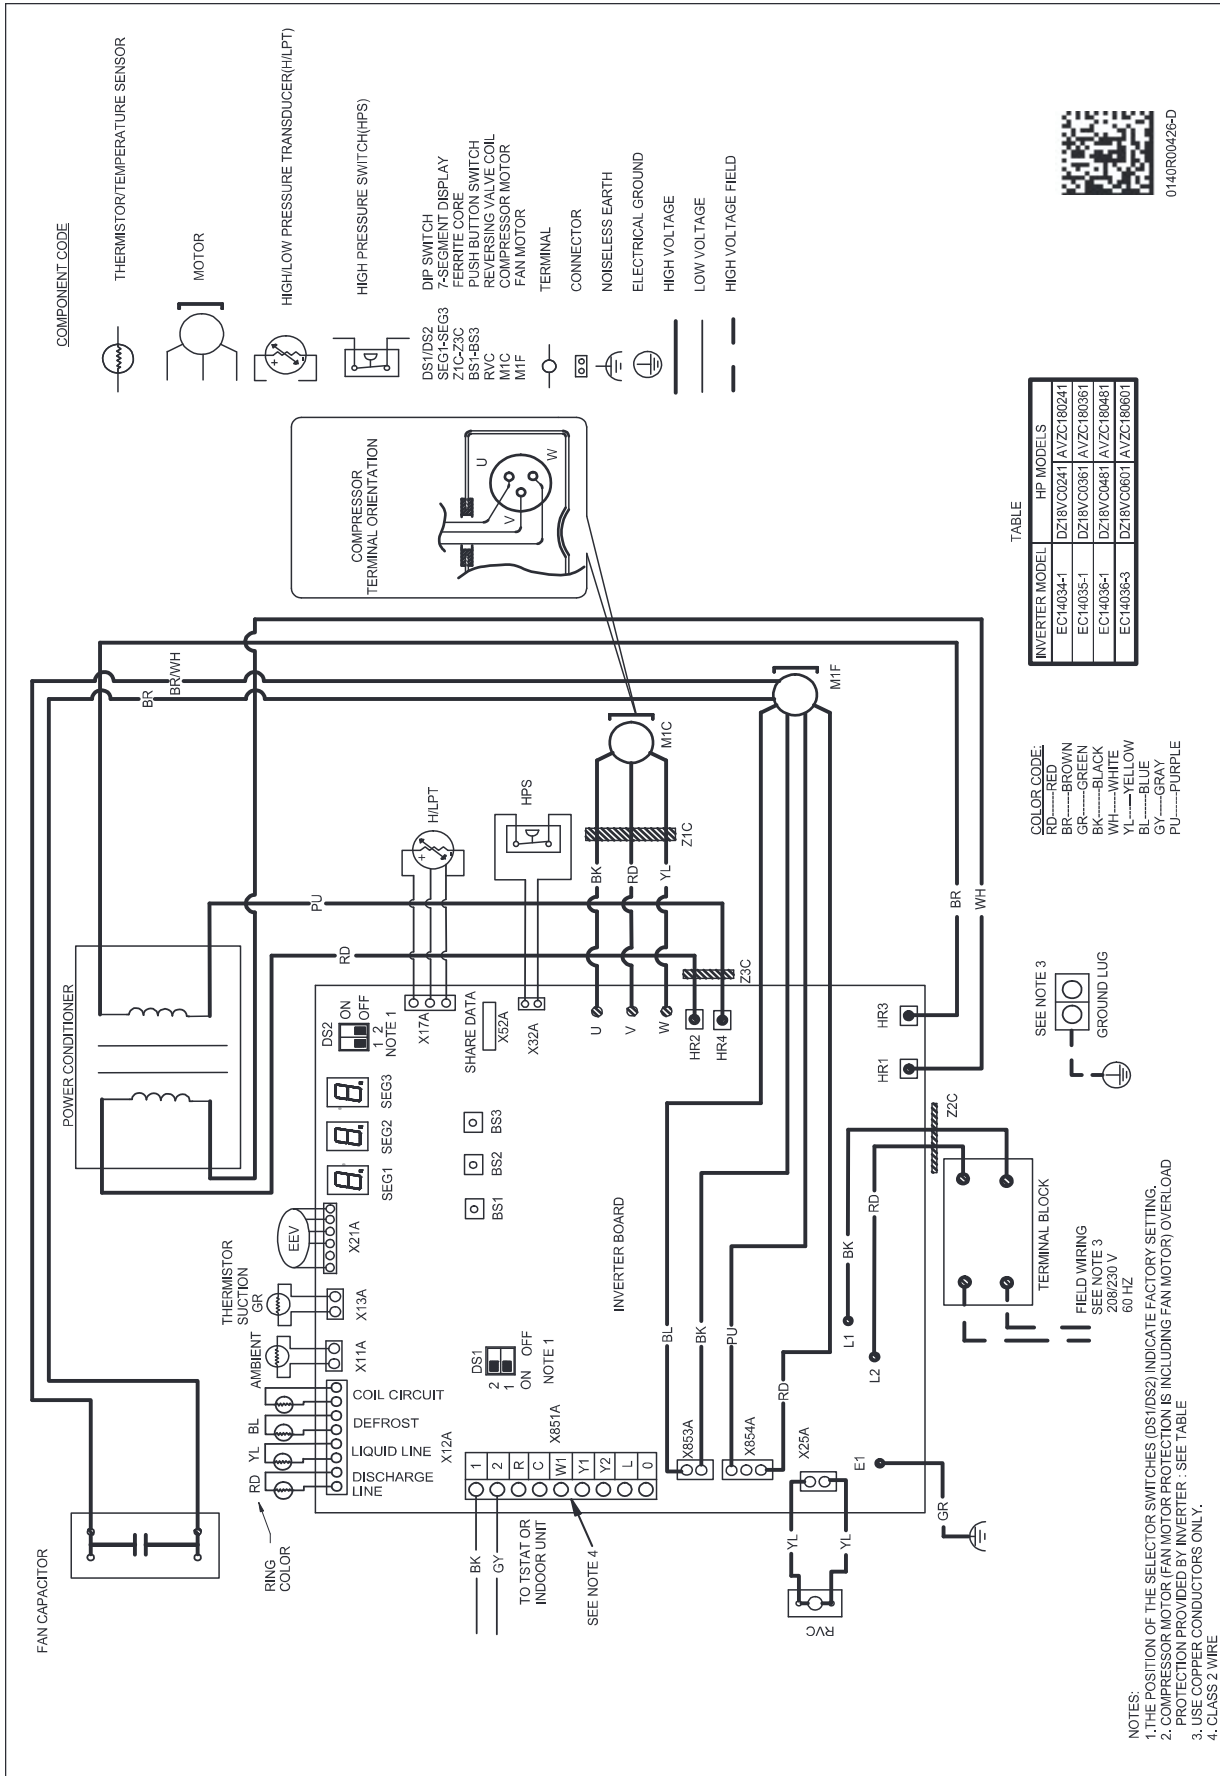 COMPONENT CODE
THERMISTOR/TEMPERATURE SENSOR
MOTOR
HIGH/LOW PRESSURE TRANSDUCER(H/LPT)
HIGH PRESSURE SWITCH(HPS)
DS1/DS2 DIP SWITCH
SEG1-SEG3 7-SEGMENT DISPLAY
Z1C-Z3C FERRITE CORE
BS1-BS3 PUSH BUTTON SWITCH
RVC REVERSING VALVE COIL
M1C COMPRESSOR MOTOR
M1F FAN MOTOR
TERMINAL
CONNECTOR
NOISELESS EARTH
ELECTRICAL GROUND
HIGH VOLTAGE
LOW VOLTAGE
HIGH VOLTAGE FIELD
0140R00426-D
COMPRESSOR
TERMINAL ORIENTATION
U
V
W
TABLE
INVERTER MODEL HP MODELS
EC14034-1 DZ18VC0241 AVZC180241
EC14035-1 DZ18VC0361 AVZC180361
EC14036-1 DZ18VC0481 AVZC180481
EC14036-3 DZ18VC0601 AVZC180601
COLOR CODE:
RD------RED
BR------BROWN
GR------GREEN
BK------BLACK
WH-----WHITE
YL-----YELLOW
BL-----BLUE
GY-----GRAY
PU------PURPLE
FAN CAPACITOR
POWER CONDITIONER
BR
BR/WH
PU
RD
H/LPT
HPS
M1C
M1F
BK
RD
YL
Z1C
Z3C
BR
WH
THERMISTOR
AMBIENT
SUCTION
GR
EEV
RING
COLOR
RD
YL
BL
COIL CIRCUIT
DEFROST
LIQUID LINE
DISCHARGE
LINE
X12A
X11A
X13A
X21A
SEG1
SEG2
SEG3
8.
8.
8.
DS2
ON
OFF
1 2
NOTE 1
X17A
SHARE DATA
X52A
X32A
U
V
W
HR2
HR4
HR3
HR1
BS1
BS2
BS3
INVERTER BOARD
DS1
2
1
ON
OFF
NOTE 1
X851A
1
2
R
C
W1
Y1
Y2
L
0
BK
GY
TO TSTAT OR
INDOOR UNIT
SEE NOTE 4
BL
BK
PU
RD
X853A
X854A
X25A
YL
YL
RVC
E1
GR
L1
L2
BK
RD
Z2C
TERMINAL BLOCK
FIELD WIRING
SEE NOTE 3
208/230 V
60 HZ
SEE NOTE 3
GROUND LUG
NOTES:
1.THE POSITION OF THE SELECTOR SWITCHES (DS1/DS2) INDICATE FACTORY SETTING.
2. COMPRESSOR MOTOR (FAN MOTOR PROTECTION IS INCLUDING FAN MOTOR) OVERLOAD
PROTECTION PROVIDED BY INVERTER : SEE TABLE
3. USE COPPER CONDUCTORS ONLY.
4. CLASS 2 WIRE